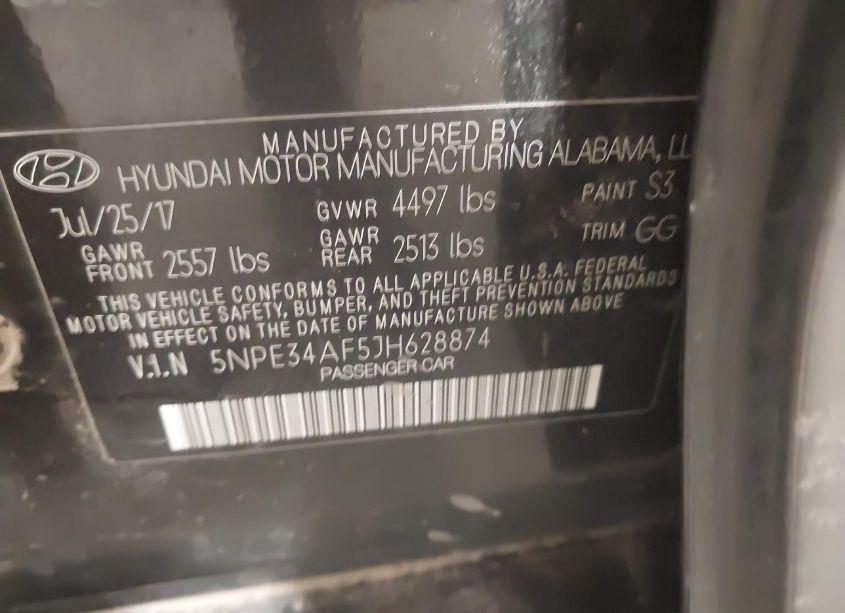 MANUFACTURED BY
HYUNDAI MOTOR MANUFACTURING ALABAMA, LL
Jul/25/17 GVWR 4497 lbs PAINT S3
GAWR FRONT 2557 lbs GAWR REAR 2513 lbs TRIM GG
THIS VEHICLE CONFORMS TO ALL APPLICABLE U.S.A. FEDERAL
MOTOR VEHICLE SAFETY, BUMPER, AND THEFT PREVENTION STANDARDS
IN EFFECT ON THE DATE OF MANUFACTURE SHOWN ABOVE
V.I.N 5NPE34AF5JH628874
PASSENGER CAR